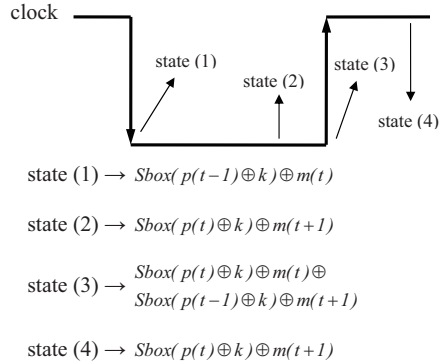 clock
state (1)
state (2)
state (3)
state (4)
state (1) → Sbox( p(t−1)⊕k)⊕m(t)
state (2) → Sbox( p(t)⊕k)⊕m(t+1)
state (3) → Sbox( p(t)⊕k)⊕m(t)⊕
Sbox( p(t−1)⊕k)⊕m(t+1)
state (4) → Sbox( p(t)⊕k)⊕m(t+1)